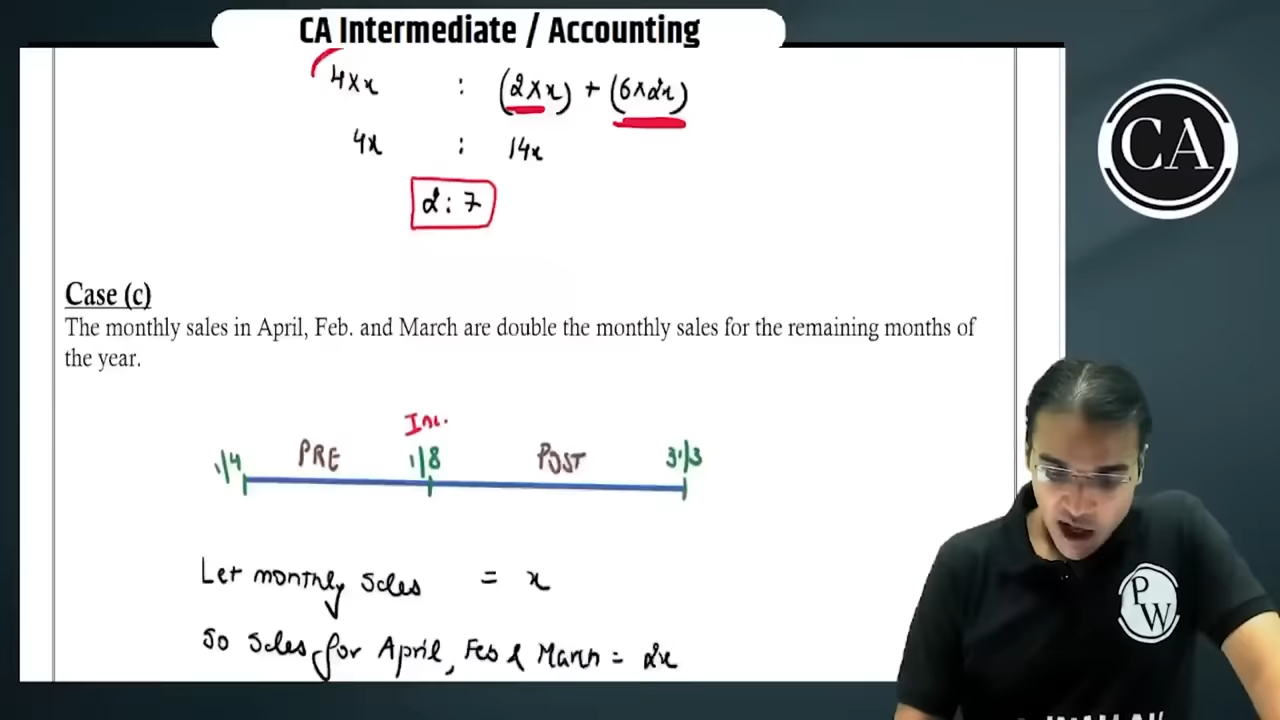 CA Intermediate / Accounting
4×x : (2×x) + (6×2x)
4x : 14x
2:7
CA
Case (c)
The monthly sales in April, Feb. and March are double the monthly sales for the remaining months of
the year.
Inc.
1/4 PRE 1/8 POST 31/3
Let monthly sales = x
So sales for April, Feb & March = 2x
PW